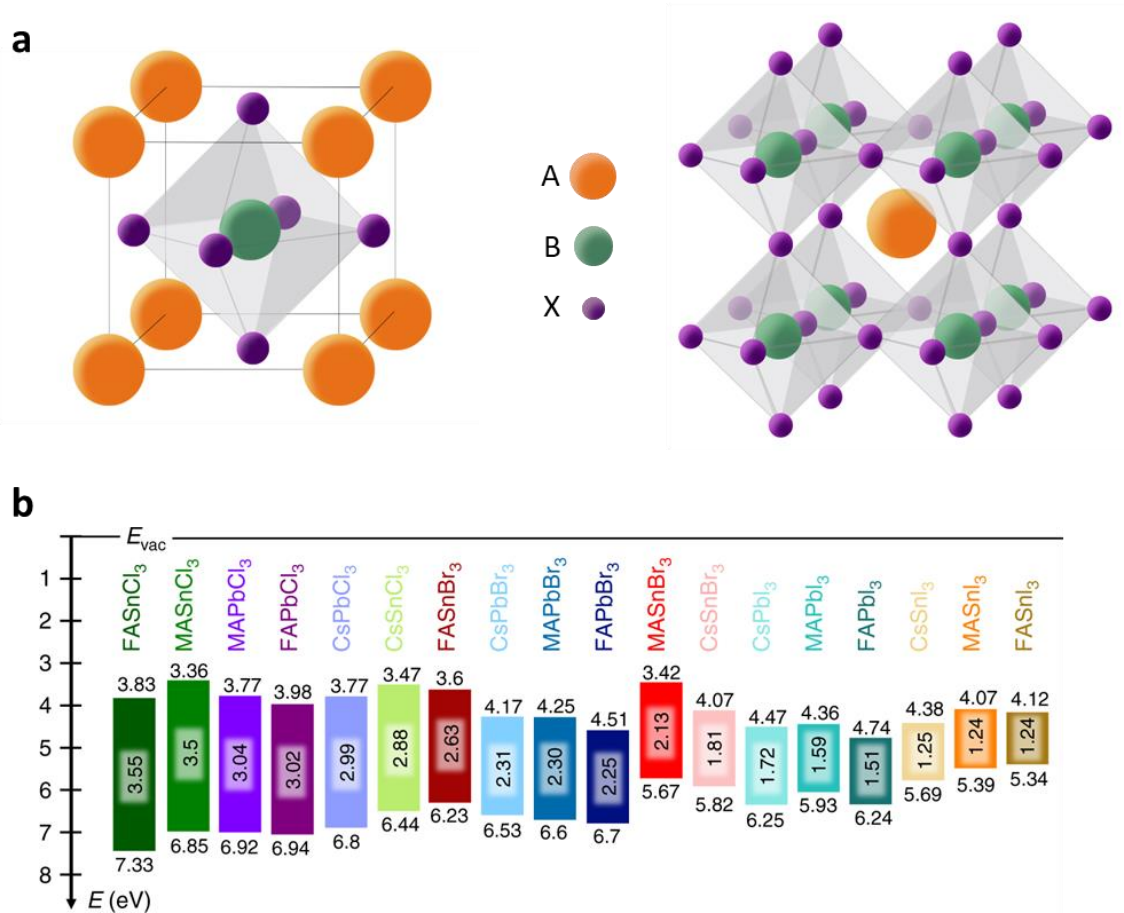 a
A
B
X
b
E_vac
1
2
3
4
5
6
7
8
E (eV)
FASnCl₃
MASnCl₃
MAPbCl₃
FAPbCl₃
CsPbCl₃
CsSnCl₃
FASnBr₃
CsPbBr₃
MAPbBr₃
FAPbBr₃
MASnBr₃
CsSnBr₃
CsPbI₃
MAPbI₃
FAPbI₃
CsSnI₃
MASnI₃
FASnI₃
3.83 3.36 3.77 3.98 3.77 3.47 3.6 4.17 4.25 4.51 3.42 4.07 4.47 4.36 4.74 4.38 4.07 4.12
3.55 3.5 3.04 3.02 2.99 2.88 2.63 2.31 2.30 2.25 2.13 1.81 1.72 1.59 1.51 1.25 1.24 1.24
7.33 6.85 6.92 6.94 6.8 6.44 6.23 6.53 6.6 6.7 5.67 5.82 6.25 5.93 6.24 5.69 5.39 5.34